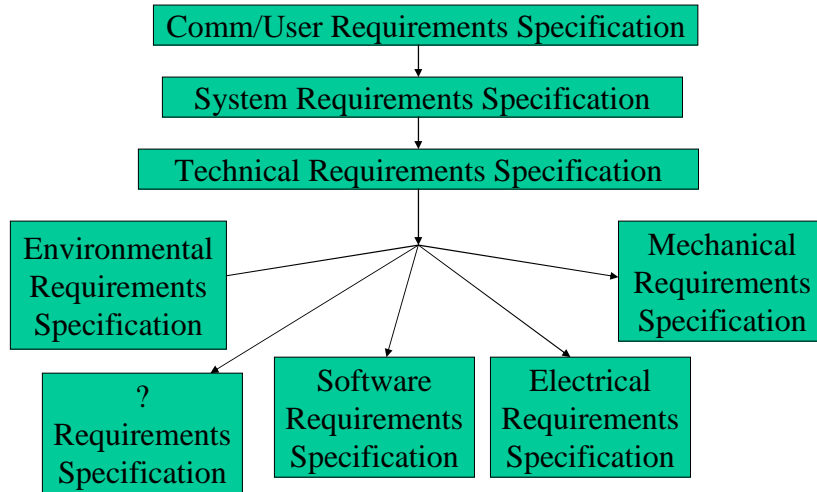 Comm/User Requirements Specification
System Requirements Specification
Technical Requirements Specification
Environmental
Requirements
Specification
Mechanical
Requirements
Specification
?
Requirements
Specification
Software
Requirements
Specification
Electrical
Requirements
Specification